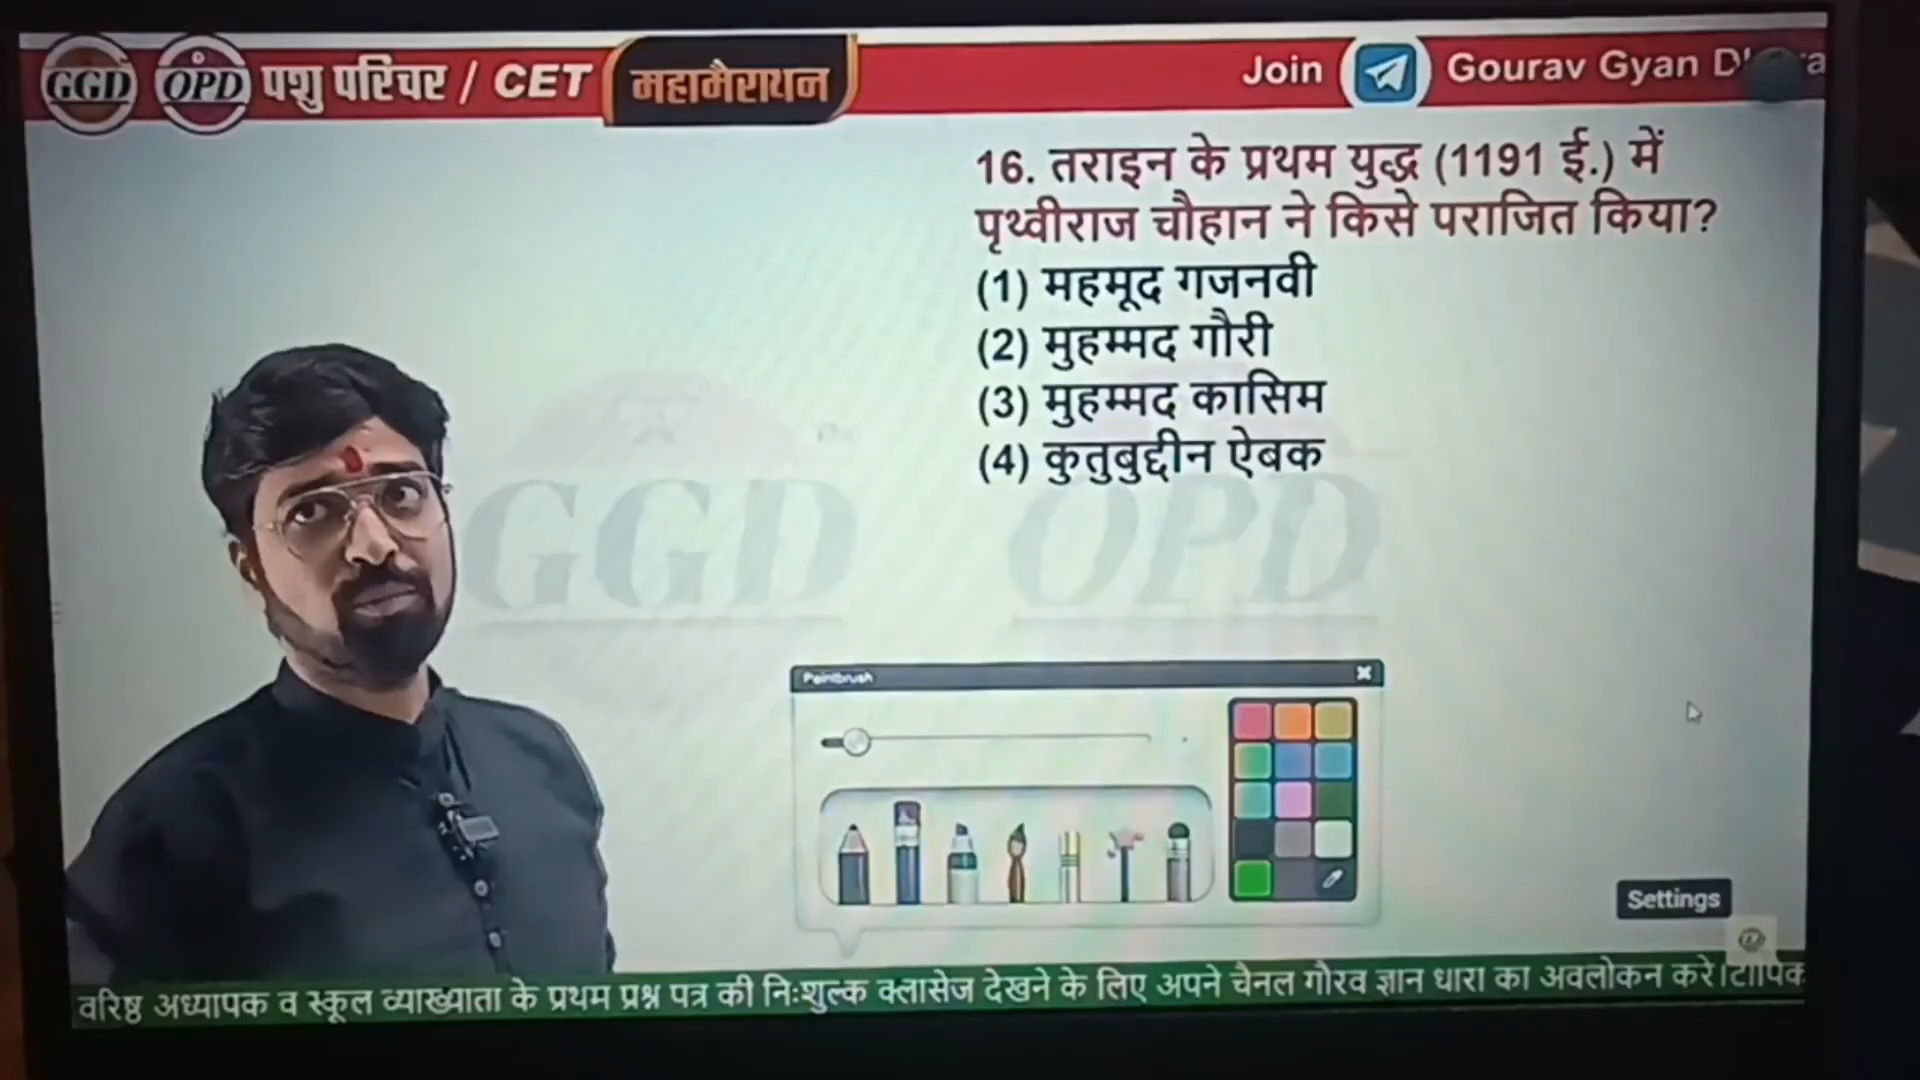 GGD OPD पशु परिचर / CET महामैराथन Join Gourav Gyan
16. तराइन के प्रथम युद्ध (1191 ई.) में
पृथ्वीराज चौहान ने किसे पराजित किया?
(1) महमूद गजनवी
(2) मुहम्मद गौरी
(3) मुहम्मद कासिम
(4) कुतुबुद्दीन ऐबक
GGD OPD
Paintbrush
Settings
वरिष्ठ अध्यापक व स्कूल व्याख्याता के प्रथम प्रश्न पत्र की निःशुल्क क्लासेज देखने के लिए अपने चैनल गौरव ज्ञान धारा का अवलोकन करे।टॉपिक